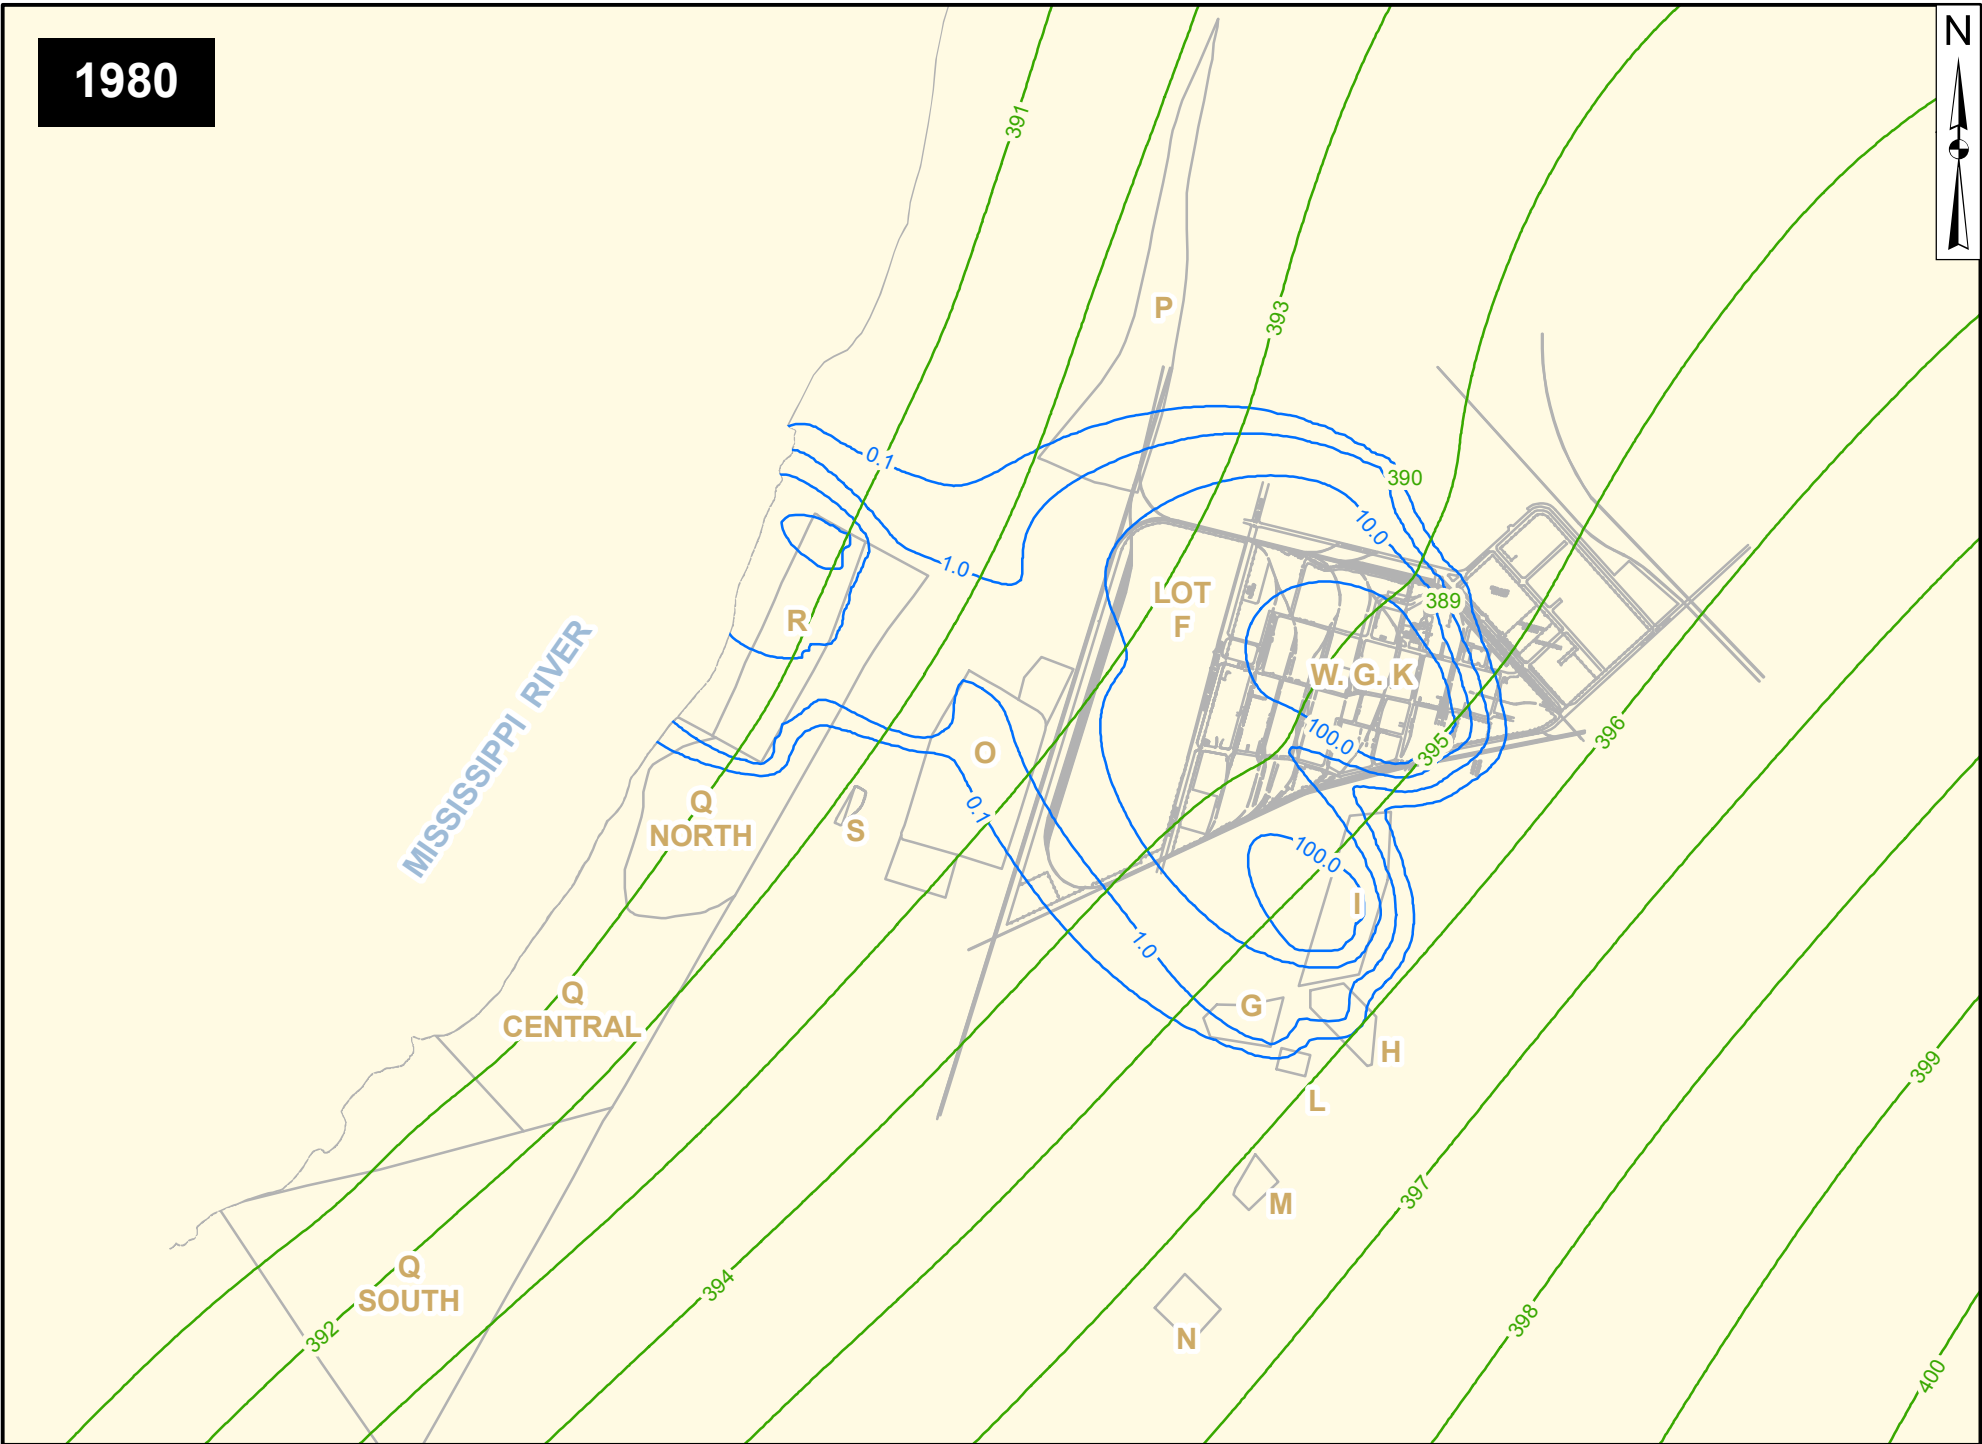 1980
N
391
P
393
0.1
390
10.0
1.0
LOT
F
389
R
W. G. K
MISSISSIPPI RIVER
100.0
395
396
O
Q
NORTH
S
0.1
100.0
I
1.0
Q
CENTRAL
G
H
L
399
397
M
Q
SOUTH
394
392
398
N
400